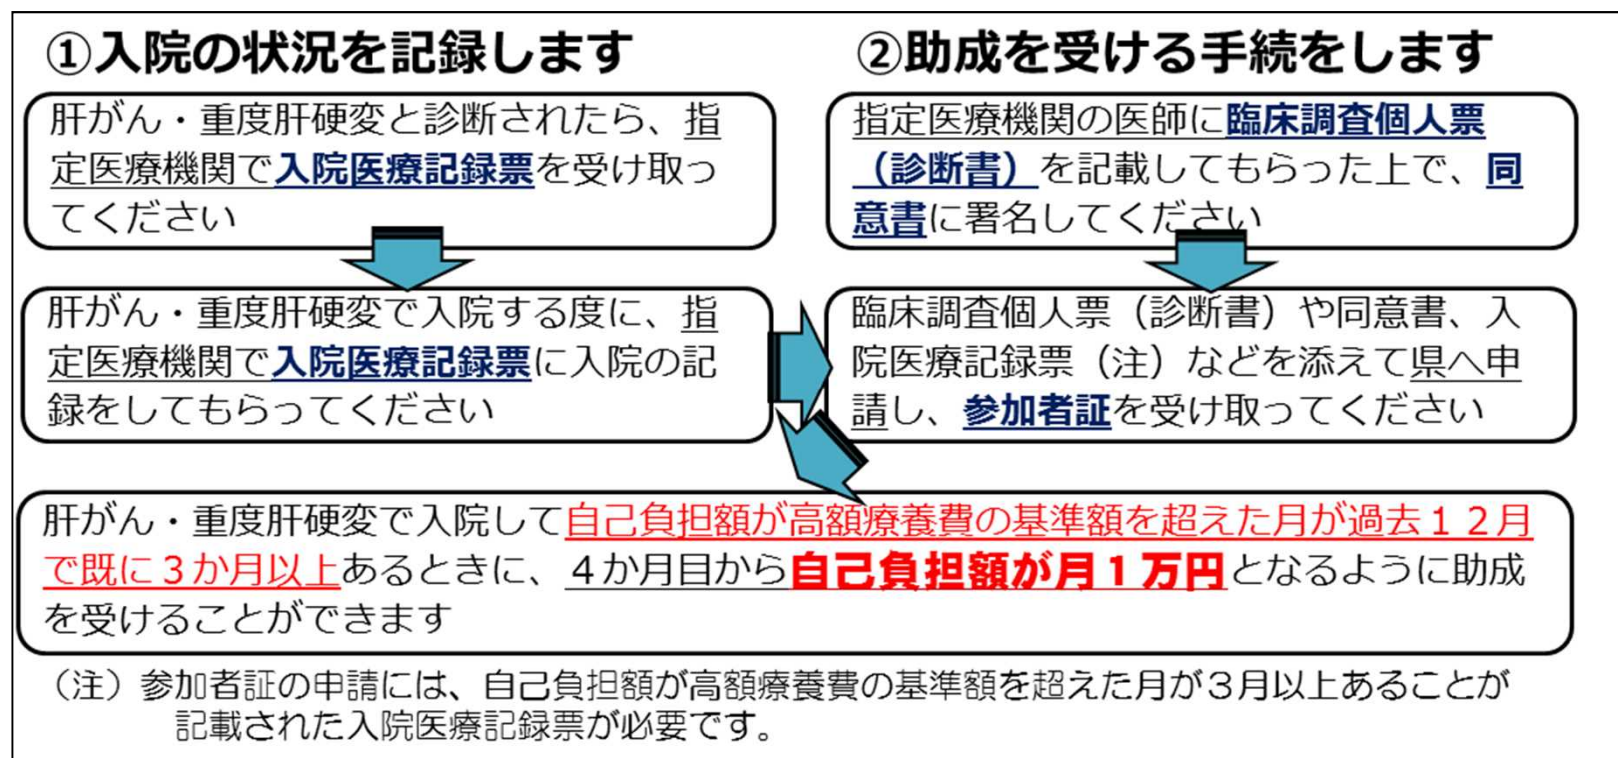 ①入院の状況を記録します
肝がん・重度肝硬変と診断されたら、指
定医療機関で入院医療記録票を受け取っ
てください
肝がん・重度肝硬変で入院する度に、指
定医療機関で入院医療記録票に入院の記
録をしてもらってください
②助成を受ける手続をします
指定医療機関の医師に臨床調査個人票
（診断書）を記載してもらった上で、同
意書に署名してください
臨床調査個人票（診断書）や同意書、入
院医療記録票（注）などを添えて県へ申
請し、参加者証を受け取ってください
肝がん・重度肝硬変で入院して自己負担額が高額療養費の基準額を超えた月が過去１２月
で既に３か月以上あるときに、４か月目から自己負担額が月１万円となるように助成
を受けることができます
（注）参加者証の申請には、自己負担額が高額療養費の基準額を超えた月が３月以上あることが
記載された入院医療記録票が必要です。